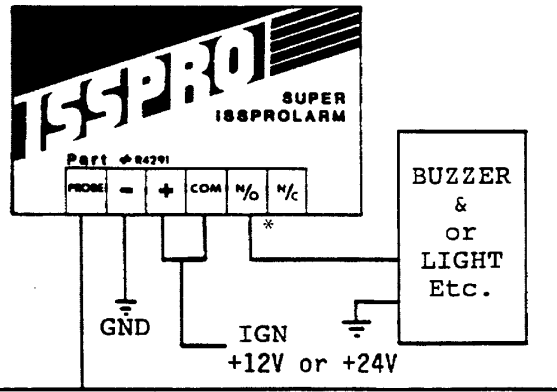 ISSPRO
SUPER
ISSPROLARM
Part # R4291
PROBE - + COM N/O N/C
*
BUZZER
&
or
LIGHT
Etc.
GND
IGN
+12V or +24V